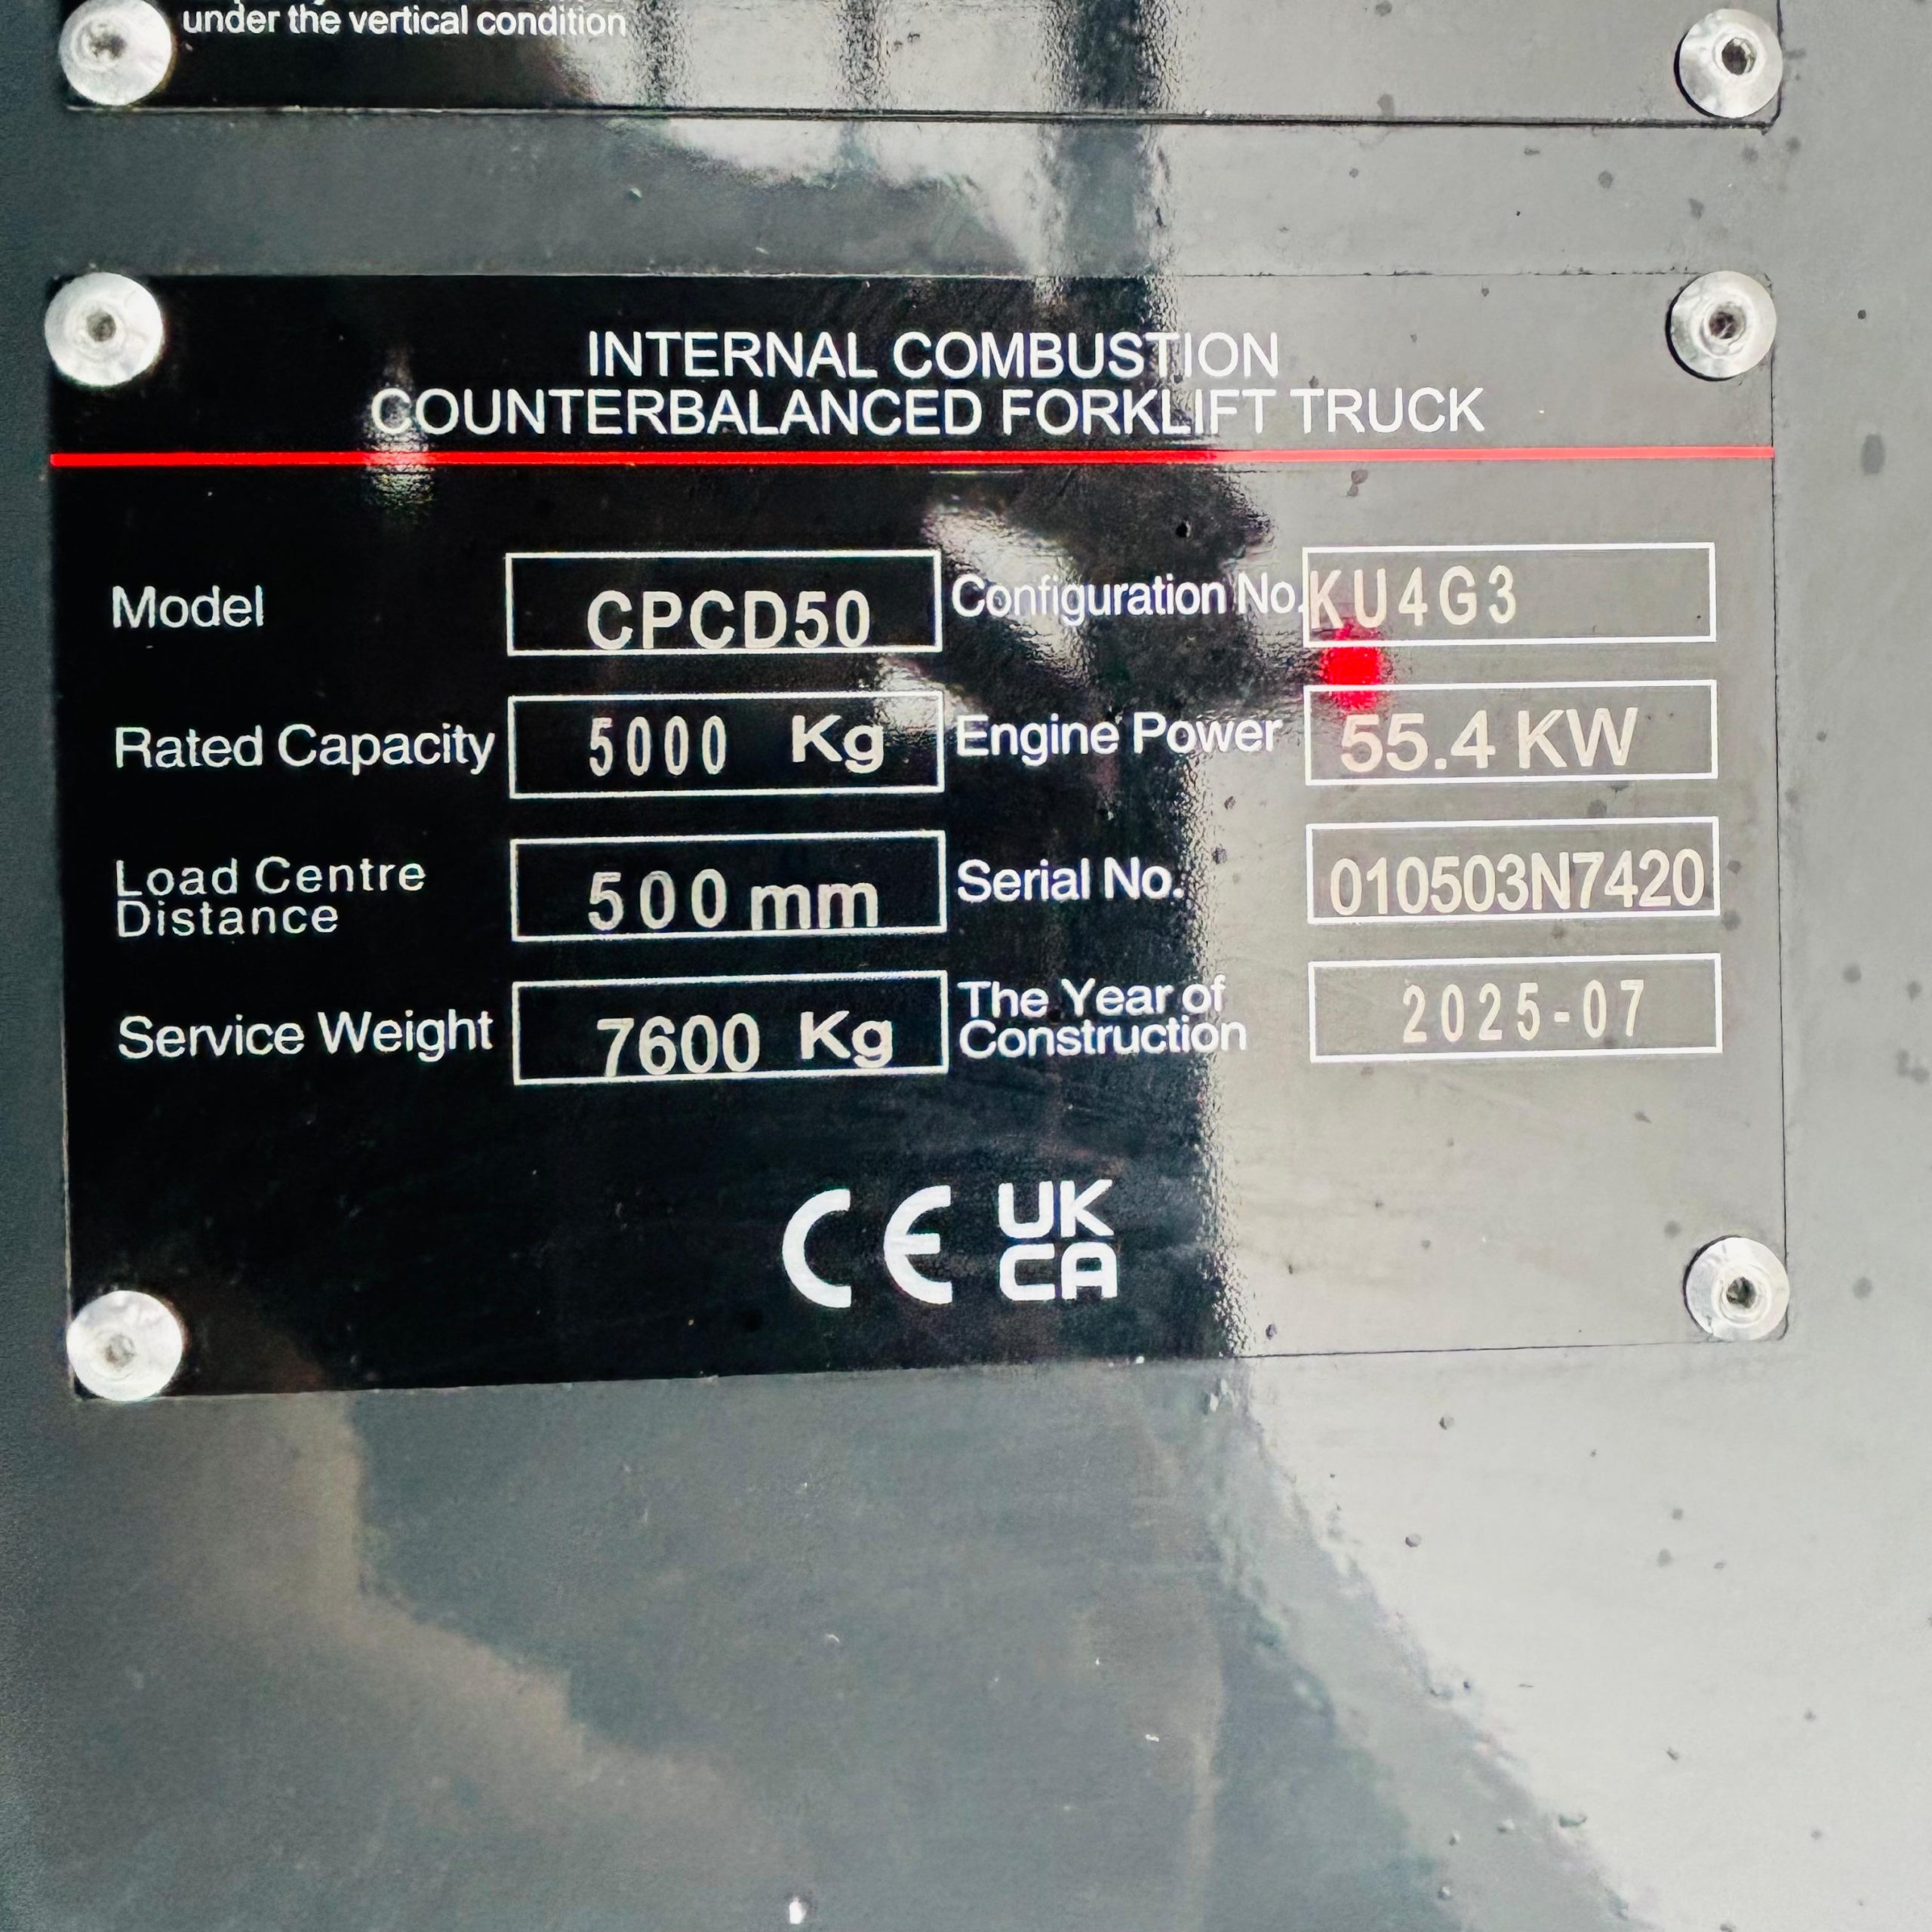 under the vertical condition
INTERNAL COMBUSTION
COUNTERBALANCED FORKLIFT TRUCK
Model CPCD50 Configuration No. KU4G3
Rated Capacity 5000 Kg Engine Power 55.4 KW
Load Centre
Distance 500 mm Serial No. 010503N7420
Service Weight 7600 Kg The Year of
Construction 2025-07
CE UK
CA